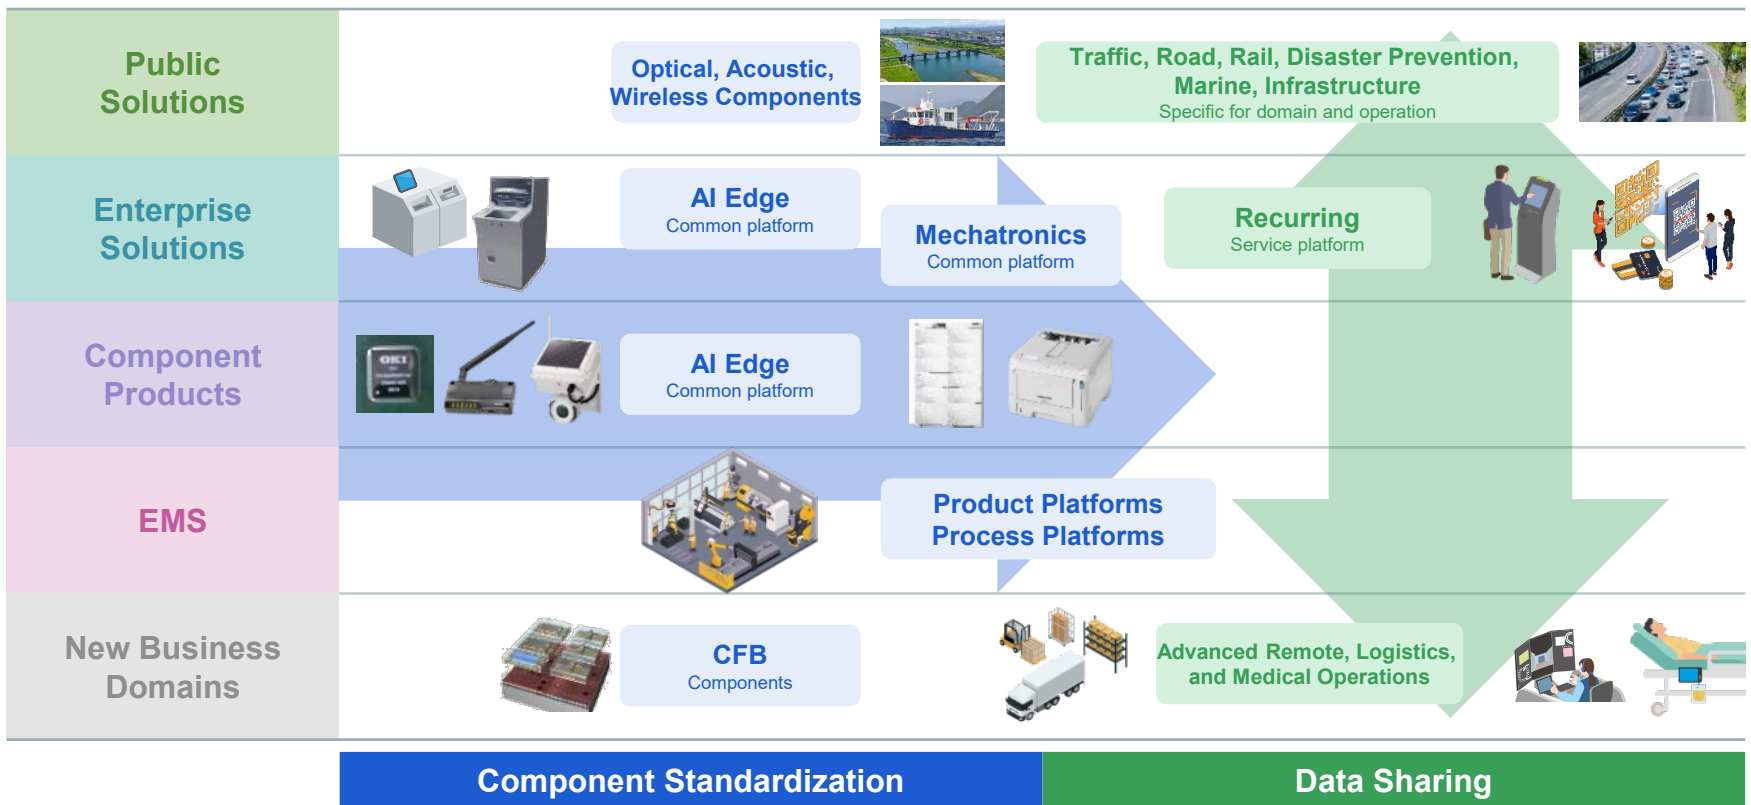 Public
Solutions
Optical, Acoustic,
Wireless Components
Traffic, Road, Rail, Disaster Prevention,
Marine, Infrastructure
Specific for domain and operation
Enterprise
Solutions
AI Edge
Common platform
Mechatronics
Common platform
Recurring
Service platform
Component
Products
OKI
AI Edge
Common platform
EMS
Product Platforms
Process Platforms
New Business
Domains
CFB
Components
Advanced Remote, Logistics,
and Medical Operations
Component Standardization
Data Sharing